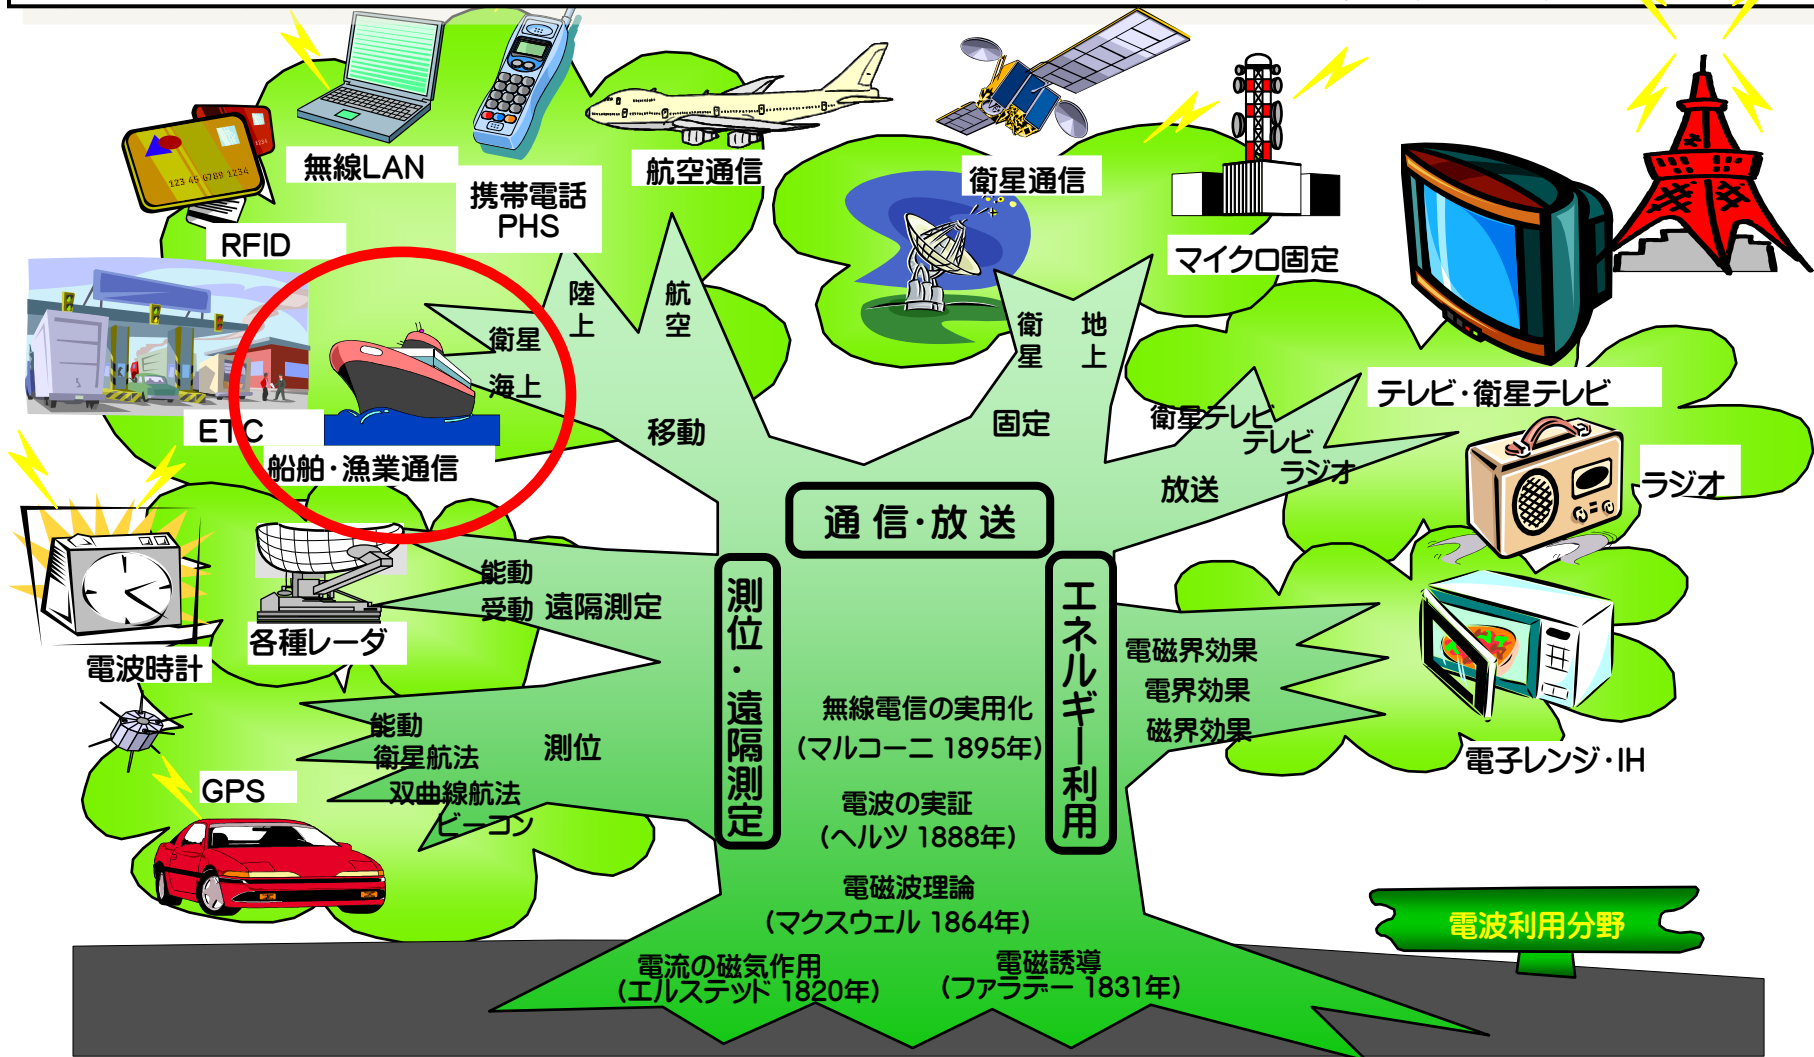 無線LAN
携帯電話
PHS
航空通信
衛星通信
マイクロ固定
123 45 6789 1234
RFID
陸上
航空
衛星
地上
衛星
海上
移動
固定
テレビ・衛星テレビ
衛星テレビ
テレビ
ラジオ
放送
ラジオ
ETC
船舶・漁業通信
通信・放送
能動
受動
遠隔測定
各種レーダ
電波時計
測位・遠隔測定
エネルギー利用
電磁界効果
電界効果
磁界効果
電子レンジ・IH
能動
衛星航法
双曲線航法
ビーコン
測位
GPS
無線電信の実用化
(マルコーニ 1895年)
電波の実証
(ヘルツ 1888年)
電磁波理論
(マクスウェル 1864年)
電流の磁気作用
(エルステッド 1820年)
電磁誘導
(ファラデー 1831年)
電波利用分野